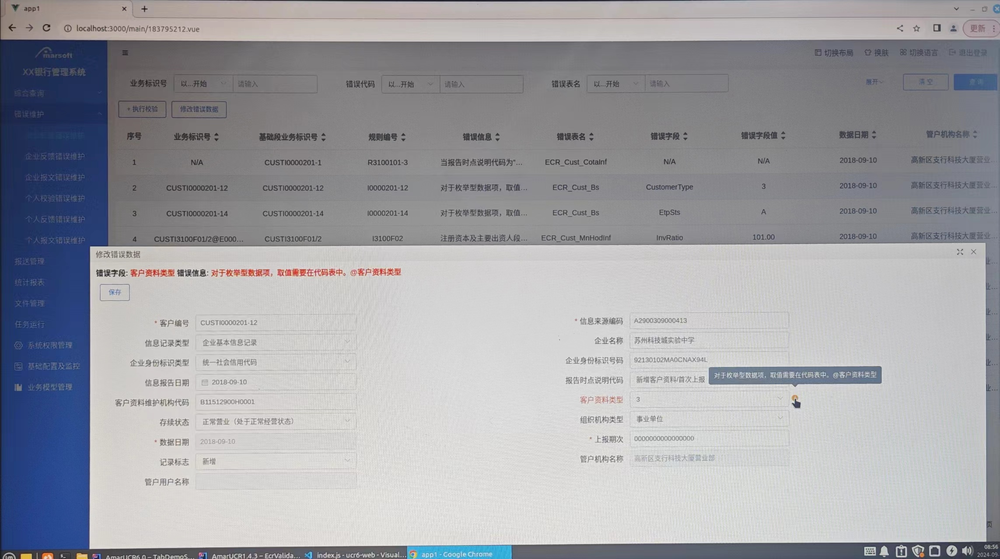 app1
localhost:3000/main/183795212.vue
更新
marsoft
XX银行管理系统
切换布局 换肤 切换语言 退出登录
综合查询
错误维护
企业反馈错误维护
企业报文错误维护
个人校验错误维护
个人反馈错误维护
个人报文错误维护
报送管理
统计报表
文件管理
任务运行
系统权限管理
基础配置及监控
业务模型管理
业务标识号 以...开始 请输入 错误代码 以...开始 请输入 错误表名 以...开始 请输入 展开 清空 查询
+ 执行校验 修改错误数据
序号 业务标识号 基础段业务标识号 规则编号 错误信息 错误表名 错误字段 错误字段值 数据日期 管户机构名称
1 N/A CUSTI0000201-1 R3100101-3 当报告时点说明代码为“... ECR_Cust_CotaInf N/A N/A 2018-09-10 高新区支行科技大厦营业...
2 CUSTI0000201-12 CUSTI0000201-12 I0000201-12 对于枚举型数据项，取值... ECR_Cust_Bs CustomerType 3 2018-09-10 高新区支行科技大厦营业...
3 CUSTI0000201-14 CUSTI0000201-14 I0000201-14 对于枚举型数据项，取值... ECR_Cust_Bs EtpSts A 2018-09-10 高新区支行科技大厦营业...
4 CUSTI3100F01/2@E000... CUSTI3100F01/2 I3100F02 注册资本及主要出资人段... ECR_Cust_MnHodInf InvRatio 101.00 2018-09-10 高新区支行科技大厦营业...
修改错误数据
错误字段: 客户资料类型 错误信息: 对于枚举型数据项，取值需要在代码表中。@客户资料类型
保存
* 客户编号 CUSTI0000201-12 * 信息来源编码 A2900309000413
信息记录类型 企业基本信息记录 企业名称 苏州科技城实验中学
企业身份标识类型 统一社会信用代码 企业身份标识号码 92130102MA0CNAX94L
信息报告日期 2018-09-10 报告时点说明代码 新增客户资料/首次上报
对于枚举型数据项，取值需要在代码表中。@客户资料类型
客户资料维护机构代码 B11512900H0001 客户资料类型 3
存续状态 正常营业（处于正常经营状态） 组织机构类型 事业单位
* 数据日期 2018-09-10 * 上报期次 0000000000000000
记录标志 新增 管户机构名称 高新区支行科技大厦营业部
管户用户名称
页
AmarUCR6.0 – TabDemoS... AmarUCR1.4.3 – EcrValida... index.js - ucr6-web - Visual... app1 - Google Chrome
08:56
2024-09-